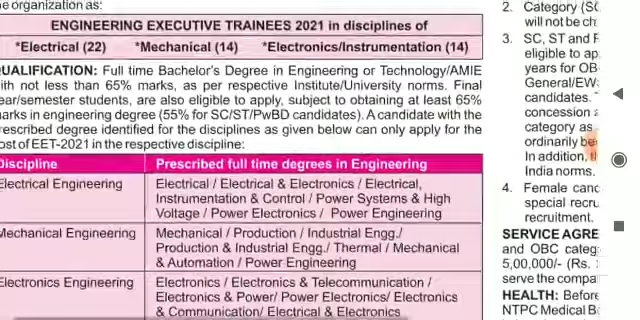 organization as:
ENGINEERING EXECUTIVE TRAINEES 2021 in disciplines of
*Electrical (22) *Mechanical (14) *Electronics/Instrumentation (14)
QUALIFICATION: Full time Bachelor's Degree in Engineering or Technology/AMIE
with not less than 65% marks, as per respective Institute/University norms. Final
year/semester students, are also eligible to apply, subject to obtaining at least 65%
marks in engineering degree (55% for SC/ST/PwBD candidates). A candidate with the
prescribed degree identified for the disciplines as given below can only apply for the
post of EET-2021 in the respective discipline:
Discipline Prescribed full time degrees in Engineering
Electrical Engineering Electrical / Electrical & Electronics / Electrical,
Instrumentation & Control / Power Systems & High
Voltage / Power Electronics / Power Engineering
Mechanical Engineering Mechanical / Production / Industrial Engg./
Production & Industrial Engg./ Thermal / Mechanical
& Automation / Power Engineering
Electronics Engineering Electronics / Electronics & Telecommunication /
Electronics & Power/ Power Electronics/ Electronics
& Communication/ Electrical & Electronics
2. Category (SC
will not be ch
3. SC, ST and
eligible to ap
years for OB
General/EW
candidates.
concession
category as
ordinarily be
In addition,
India norms.
4. Female canc
special recru
recruitment.
SERVICE AGRE
and OBC categ
5,00,000/- (Rs.
serve the compa
HEALTH: Before
NTPC Medical Bo